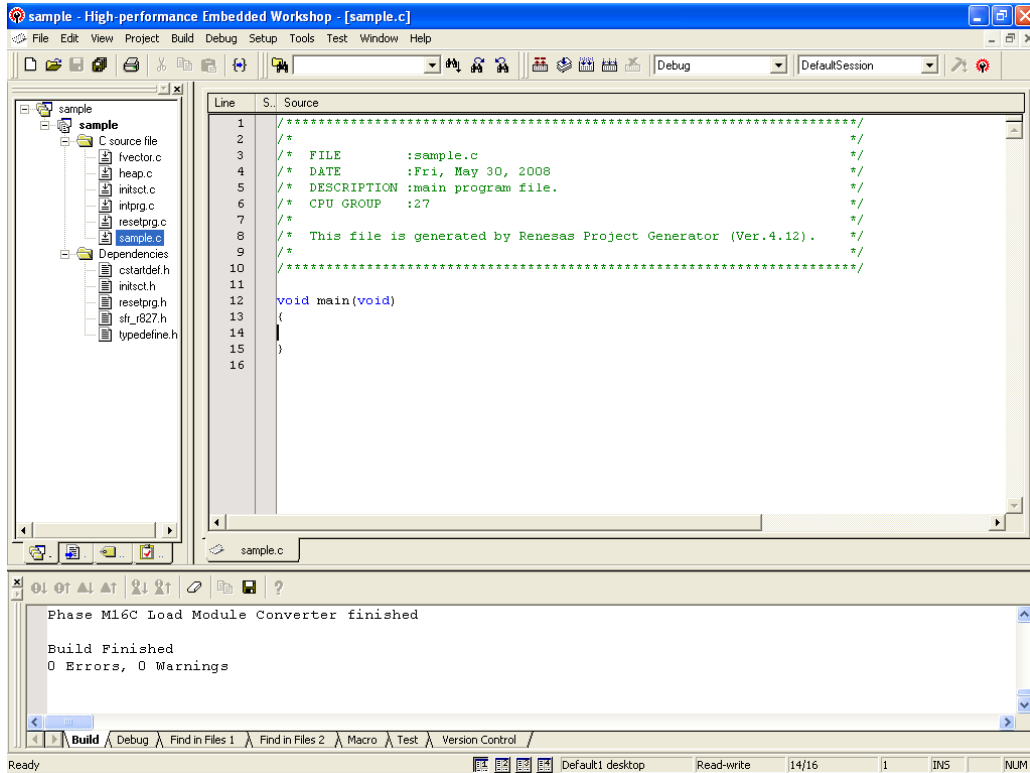 sample - High-performance Embedded Workshop - [sample.c]
File Edit View Project Build Debug Setup Tools Test Window Help
Debug DefaultSession
sample
sample
C source file
fvector.c
heap.c
initsct.c
intprg.c
resetprg.c
sample.c
Dependencies
cstartdef.h
initsct.h
resetprg.h
sfr_r827.h
typedefine.h
Line S.. Source
1 /***********************************************************************/
2 /* */
3 /* FILE :sample.c */
4 /* DATE :Fri, May 30, 2008 */
5 /* DESCRIPTION :main program file. */
6 /* CPU GROUP :27 */
7 /* */
8 /* This file is generated by Renesas Project Generator (Ver.4.12). */
9 /* */
10 /***********************************************************************/
11
12 void main(void)
13 {
14
15 }
16
sample.c
Phase M16C Load Module Converter finished
Build Finished
0 Errors, 0 Warnings
Build Debug Find in Files 1 Find in Files 2 Macro Test Version Control
Ready Default1 desktop Read-write 14/16 1 INS NUM